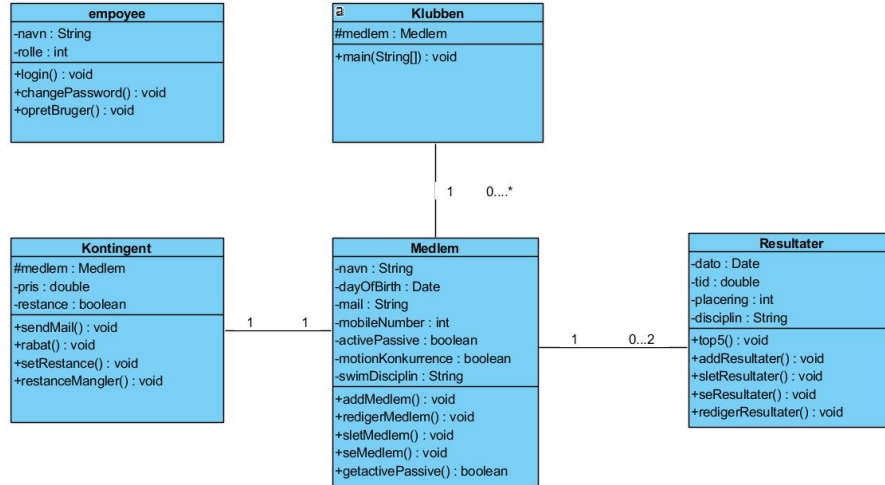 empoyee
-navn : String
-rolle : int
+login() : void
+changePassword() : void
+opretBruger() : void
a
Klubben
#medlem : Medlem
+main(String[]) : void
1 0....*
Kontingent
#medlem : Medlem
-pris : double
-restance : boolean
+sendMail() : void
+rabat() : void
+setRestance() : void
+restanceMangler() : void
1 1
Medlem
-navn : String
-dayOfBirth : Date
-mail : String
-mobileNumber : int
-activePassive : boolean
-motionKonkurrence : boolean
-swimDisciplin : String
+addMedlem() : void
+redigerMedlem() : void
+sletMedlem() : void
+seMedlem() : void
+getactivePassive() : boolean
1 0...2
Resultater
-dato : Date
-tid : double
-placering : int
-disciplin : String
+top5() : void
+addResultater() : void
+sletResultater() : void
+seResultater() : void
+redigerResultater() : void